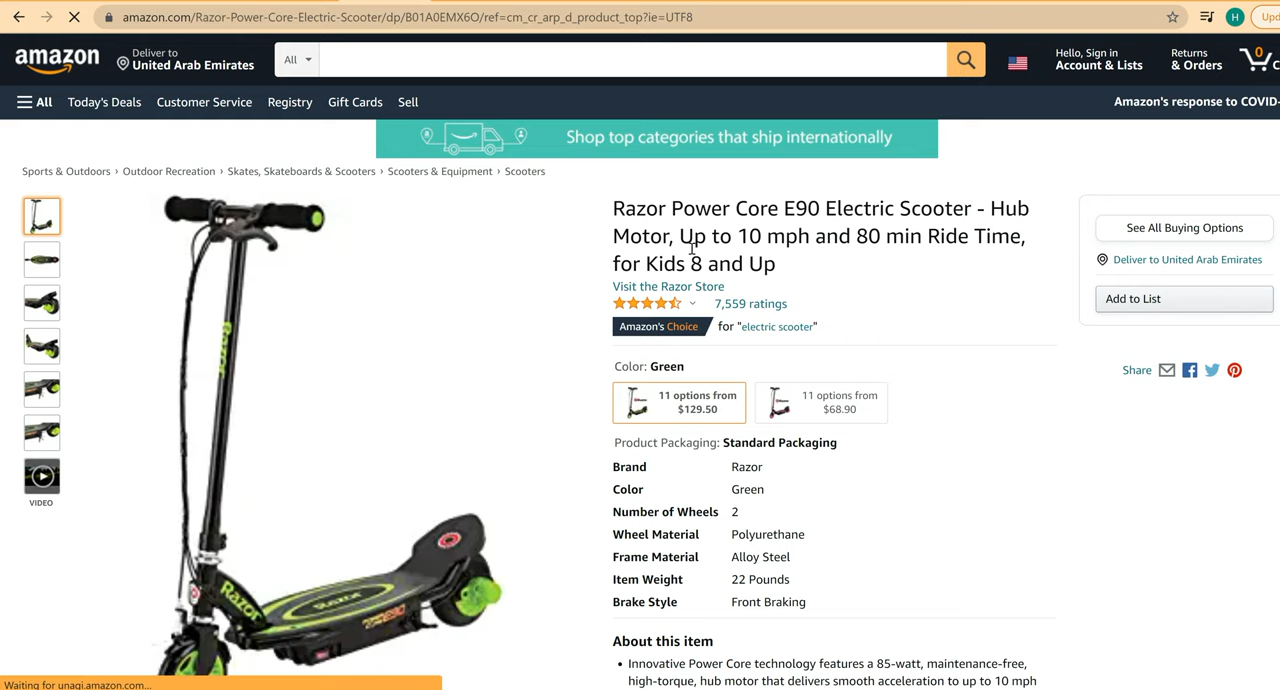 amazon.com/Razor-Power-Core-Electric-Scooter/dp/B01A0EMX6O/ref=cm_cr_arp_d_product_top?ie=UTF8
H
Upd
amazon
Deliver to
United Arab Emirates
All
Hello, Sign in
Account & Lists
Returns
& Orders
0
C
All
Today's Deals
Customer Service
Registry
Gift Cards
Sell
Amazon's response to COVID-
Shop top categories that ship internationally
Sports & Outdoors › Outdoor Recreation › Skates, Skateboards & Scooters › Scooters & Equipment › Scooters
Razor Power Core E90 Electric Scooter - Hub
Motor, Up to 10 mph and 80 min Ride Time,
for Kids 8 and Up
Visit the Razor Store
7,559 ratings
Amazon's Choice for "electric scooter"
See All Buying Options
Deliver to United Arab Emirates
Add to List
Share
Color: Green
11 options from
$129.50
11 options from
$68.90
Product Packaging: Standard Packaging
Brand Razor
Color Green
Number of Wheels 2
Wheel Material Polyurethane
Frame Material Alloy Steel
Item Weight 22 Pounds
Brake Style Front Braking
About this item
• Innovative Power Core technology features a 85-watt, maintenance-free,
high-torque, hub motor that delivers smooth acceleration to up to 10 mph
VIDEO
Razor
Razor
E90
Waiting for unagi.amazon.com...